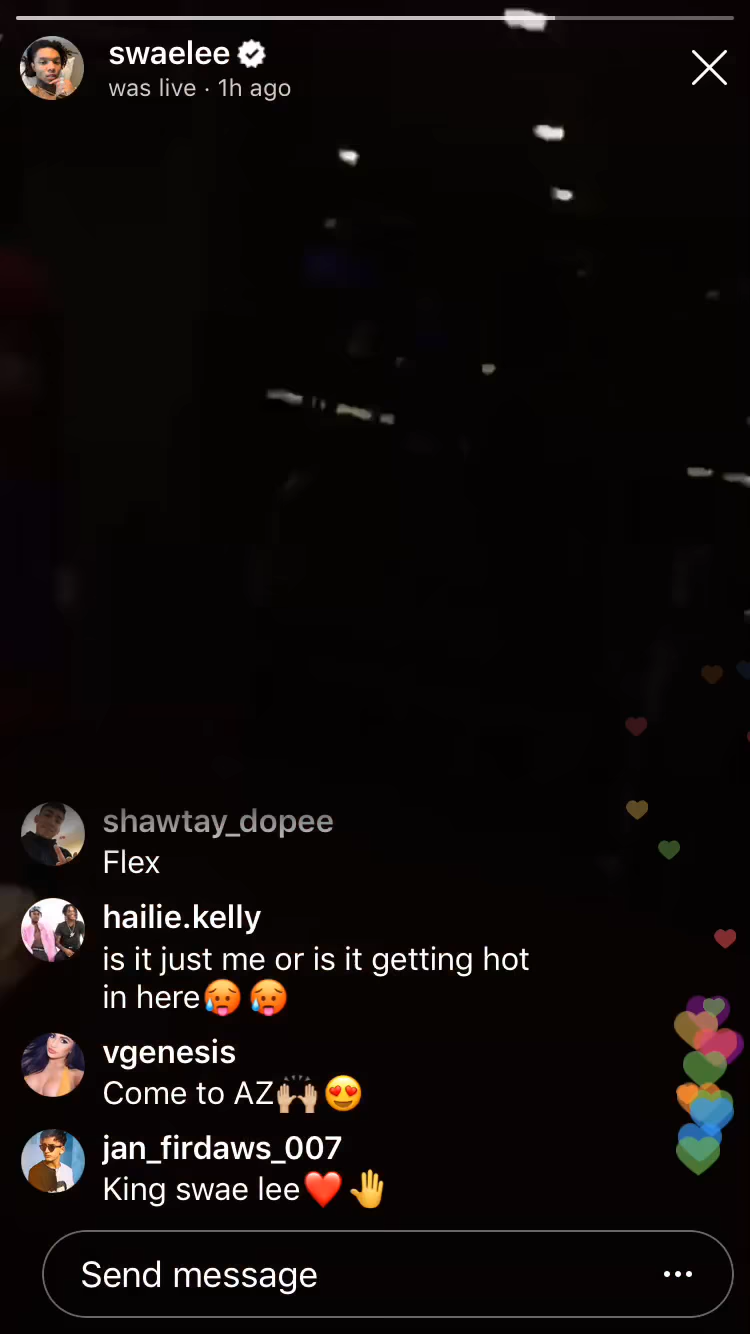 swaelee
was live · 1h ago
shawtay_dopee
Flex
hailie.kelly
is it just me or is it getting hot
in here🥵🥵
vgenesis
Come to AZ🙌🏼😍
jan_firdaws_007
King swae lee❤️🤚
Send message